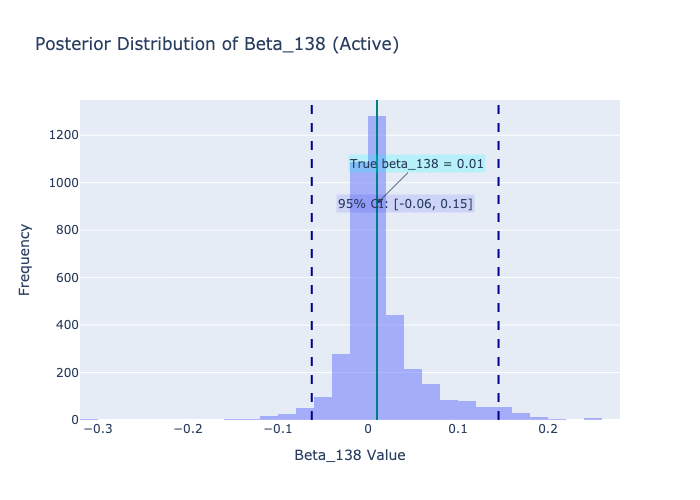 Posterior Distribution of Beta_138 (Active)
1200
1000
800
600
400
200
0
Frequency
True beta_138 = 0.01
95% CI: [-0.06, 0.15]
−0.3
−0.2
−0.1
0
0.1
0.2
Beta_138 Value